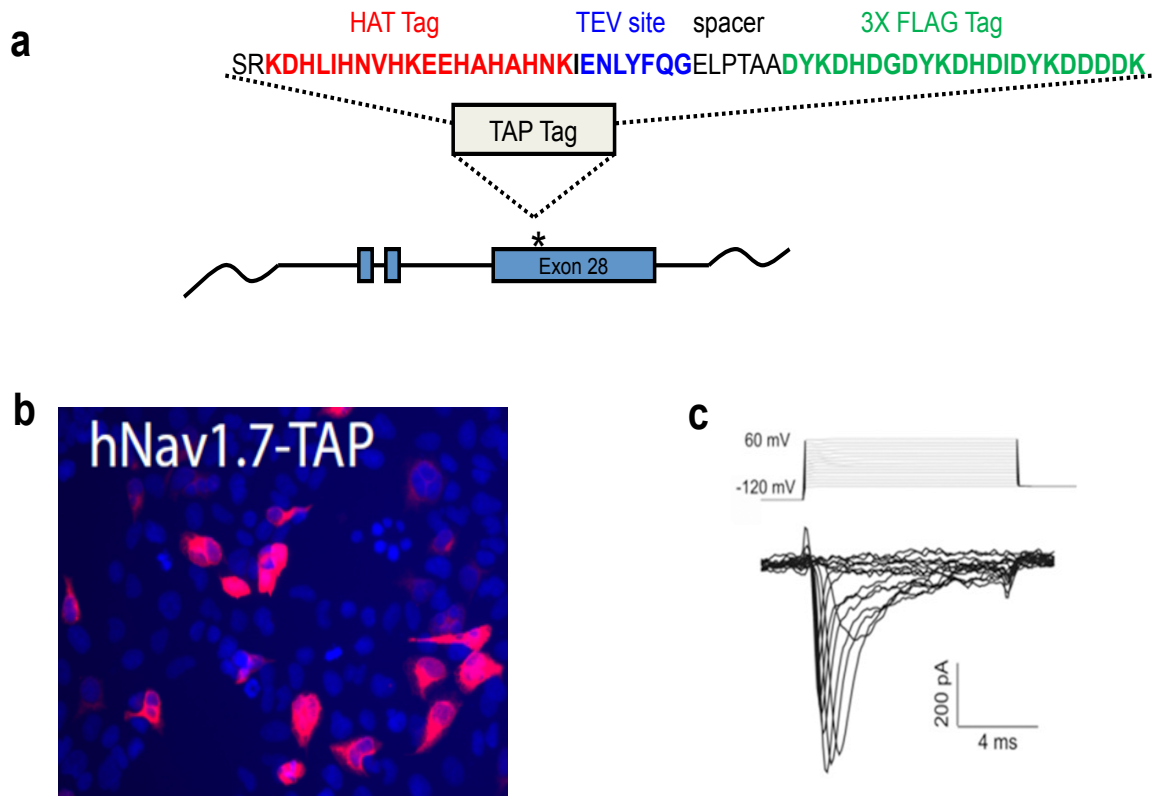 a
HAT Tag TEV site spacer 3X FLAG Tag
SRKDHLIHNVHKEEHAHAHNKIENLYFQGELPTAADYKDHDGDYKDHDIDYKDDDDK
TAP Tag
*
Exon 28
b
hNav1.7-TAP
c
60 mV
-120 mV
200 pA
4 ms